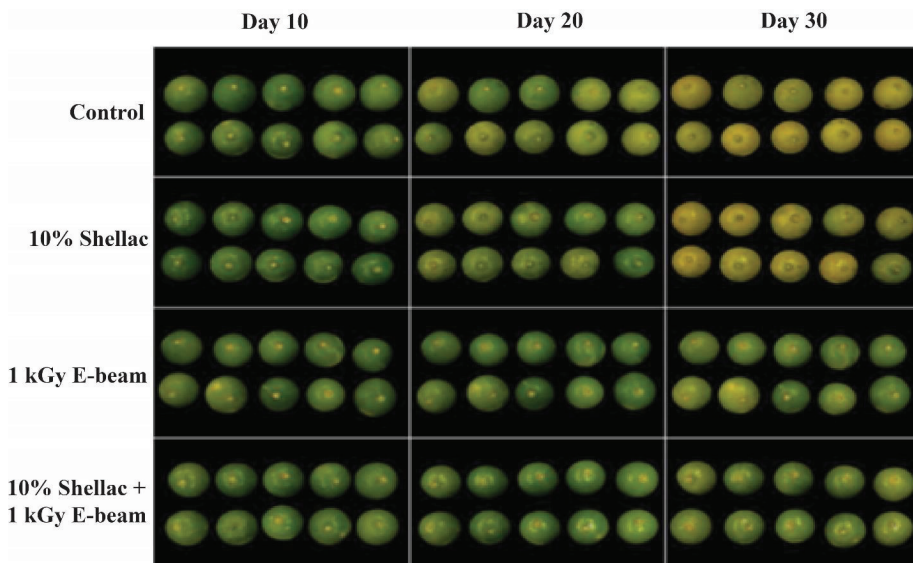 Day 10
Day 20
Day 30
Control
10% Shellac
1 kGy E-beam
10% Shellac +
1 kGy E-beam